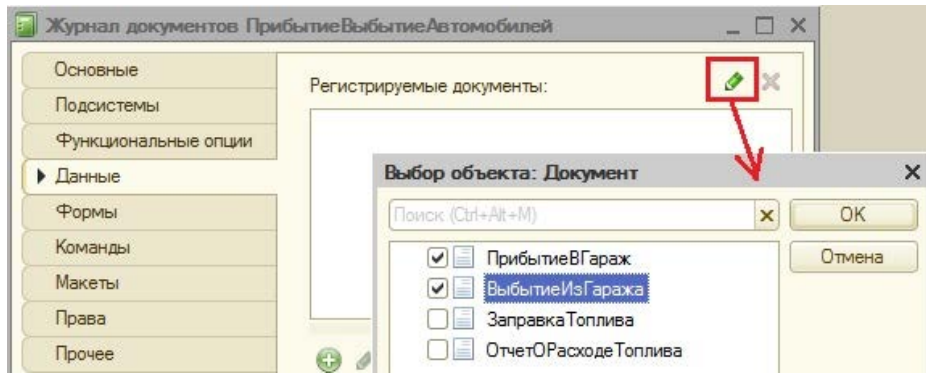 Журнал документов ПрибытиеВыбытиеАвтомобилей
Основные
Регистрируемые документы:
Подсистемы
Функциональные опции
Данные
Выбор объекта: Документ
Формы
Поиск (Ctrl+Alt+M)
ОК
Команды
ПрибытиеВГараж
Отмена
Макеты
ВыбытиеИзГаража
Права
ЗаправкаТоплива
Прочее
ОтчетОРасходеТоплива